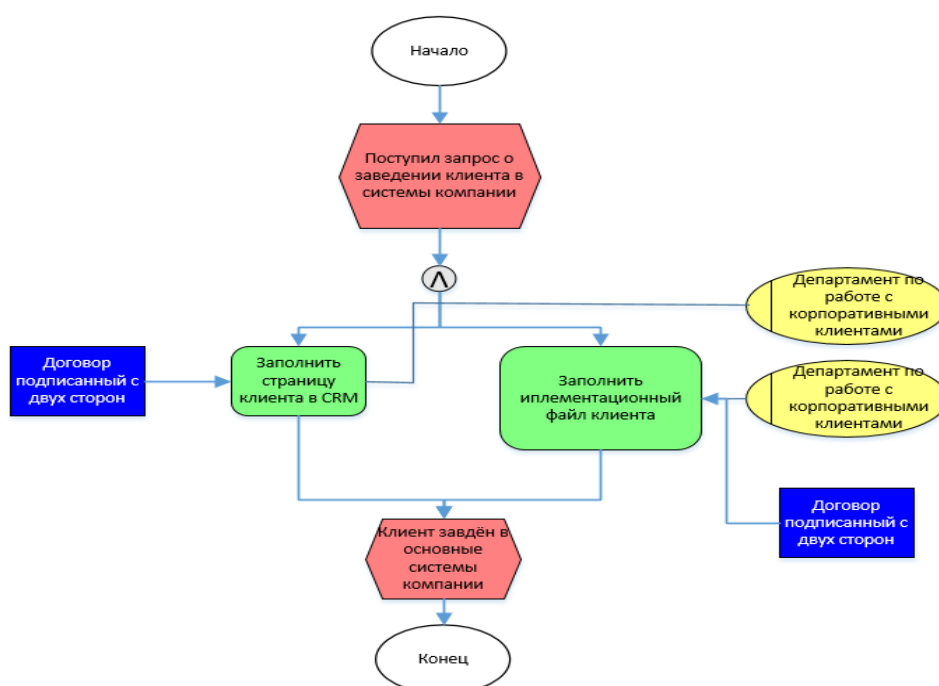 Начало
Поступил запрос о
заведении клиента в
системы компании
Λ
Департамент по
работе с
корпоративными
клиентами
Договор
подписанный с
двух сторон
Заполнить
страницу
клиента в CRM
Заполнить
иплементационный
файл клиента
Департамент по
работе с
корпоративными
клиентами
Договор
подписанный с
двух сторон
Клиент завдён в
основные
системы
компании
Конец